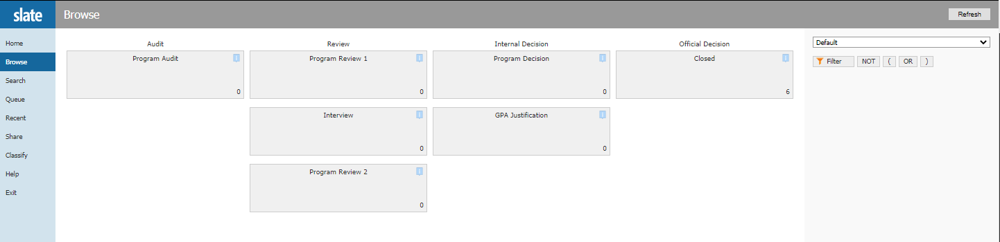 slate
Browse
Refresh
Home
Browse
Search
Queue
Recent
Share
Classify
Help
Exit
Audit
Program Audit
0
Review
Program Review 1
0
Interview
0
Program Review 2
0
Internal Decision
Program Decision
0
GPA Justification
0
Official Decision
Closed
6
Default
Filter NOT ( OR )